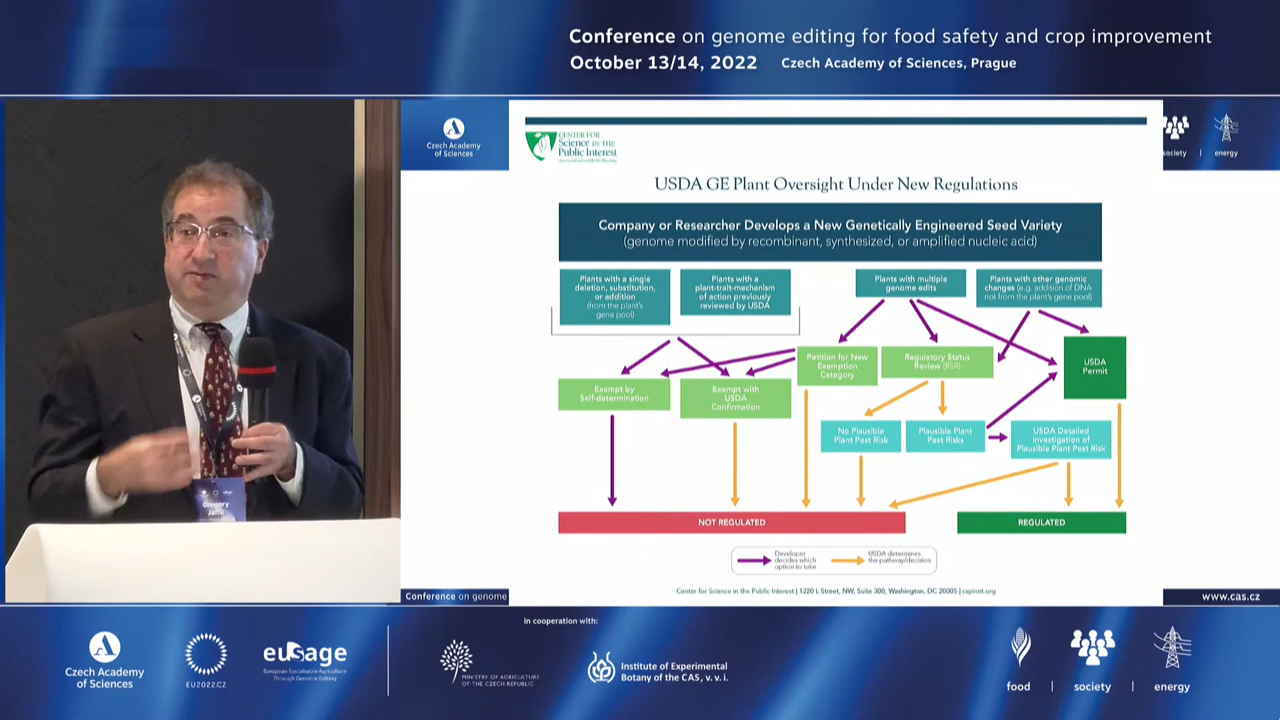 Conference on genome editing for food safety and crop improvement
October 13/14, 2022 Czech Academy of Sciences, Prague
Czech Academy
of Sciences
CENTER FOR
Science IN THE
Public Interest
society | energy
USDA GE Plant Oversight Under New Regulations
Company or Researcher Develops a New Genetically Engineered Seed Variety
(genome modified by recombinant, synthesized, or amplified nucleic acid)
Plants with a single
deletion, substitution,
or addition
(from the plant's
gene pool)
Plants with a
plant-trait-mechanism
of action previously
reviewed by USDA
Plants with multiple
genome edits
Plants with other genomic
changes (e.g. addition of DNA
not from the plant's gene pool)
Petition for New
Exemption
Category
Regulatory Status
Review (RSR)
USDA
Permit
Exempt by
Self-determination
Exempt with
USDA
Confirmation
No Plausible
Plant Pest Risk
Plausible Plant
Pest Risks
USDA Detailed
Investigation of
Plausible Plant Pest Risk
NOT REGULATED
REGULATED
Developer
decides which
option to take
USDA determines
the pathway/decision
Center for Science in the Public Interest | 1220 L Street, NW, Suite 300, Washington, DC 20005 | cspinet.org
Gregory
Jaffe
Conference on genome
www.cas.cz
in cooperation with:
Czech Academy
of Sciences
EU2022.CZ
eusage
European Sustainable Agriculture
Through Genome Editing
MINISTRY OF AGRICULTURE
OF THE CZECH REPUBLIC
Institute of Experimental
Botany of the CAS, v. v. i.
food | society | energy